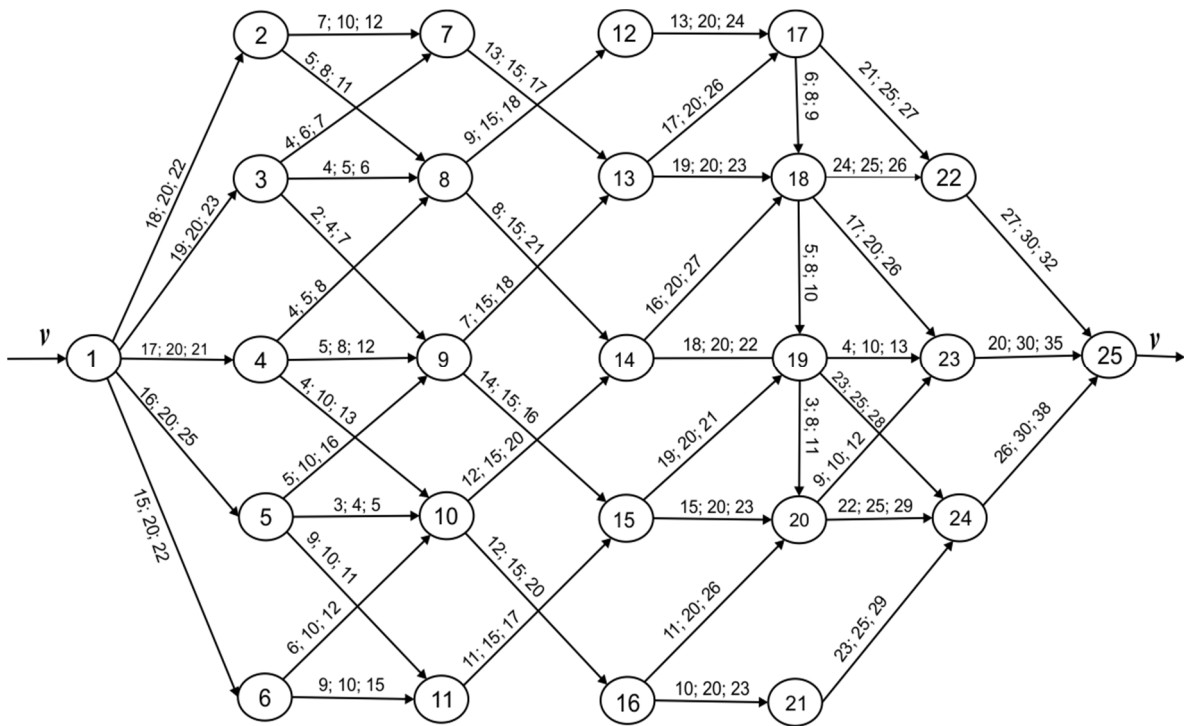 2
7; 10; 12
7
12
13; 20; 24
17
5; 8; 11
13; 15; 17
9; 15; 18
17; 20; 26
6; 8; 9
21; 25; 27
18; 20; 22
4; 6; 7
3
4; 5; 6
8
13
19; 20; 23
18
24; 25; 26
22
19; 20; 23
2; 4; 7
8; 15; 21
17; 20; 26
27; 30; 32
4; 5; 8
7; 15; 18
16; 20; 27
5; 8; 10
v
1
17; 20; 21
4
5; 8; 12
9
14
18; 20; 22
19
4; 10; 13
23
20; 30; 35
25
v
16; 20; 25
4; 10; 13
14; 15; 16
23; 25; 28
5; 10; 16
12; 15; 20
19; 20; 21
3; 8; 11
9; 10; 12
26; 30; 38
15; 20; 22
5
3; 4; 5
10
15
15; 20; 23
20
22; 25; 29
24
9; 10; 11
12; 15; 20
6; 10; 12
11; 15; 17
11; 20; 26
23; 25; 29
6
9; 10; 15
11
16
10; 20; 23
21